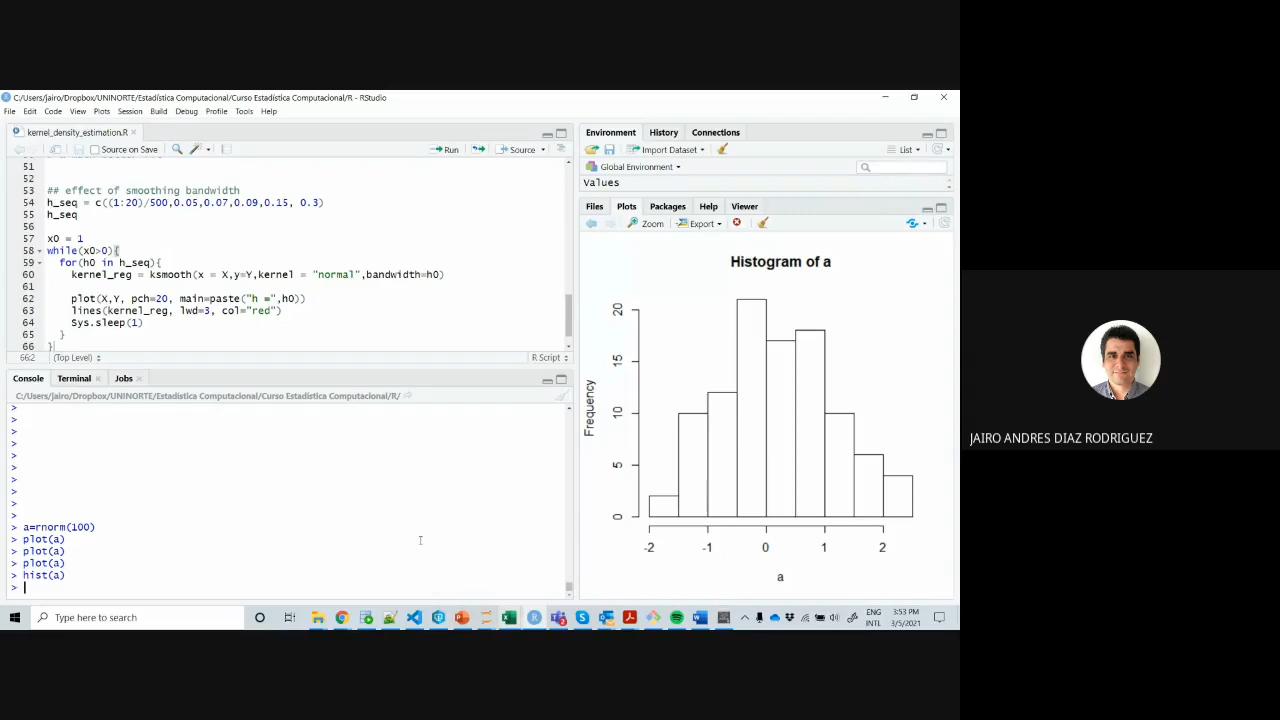 C:/Users/jairo/Dropbox/UNINORTE/Estadística Computacional/Curso Estadística Computacional/R - RStudio
File Edit Code View Plots Session Build Debug Profile Tools Help
kernel_density_estimation.R
Source on Save
Run
Source
51
52
53 ## effect of smoothing bandwidth
54 h_seq = c((1:20)/500,0.05,0.07,0.09,0.15, 0.3)
55 h_seq
56
57 x0 = 1
58 while(x0>0){
59 for(h0 in h_seq){
60 kernel_reg = ksmooth(x = X,y=Y,kernel = "normal",bandwidth=h0)
61
62 plot(X,Y, pch=20, main=paste("h =",h0))
63 lines(kernel_reg, lwd=3, col="red")
64 Sys.sleep(1)
65 }
66 }
66:2 (Top Level) R Script
Console Terminal Jobs
C:/Users/jairo/Dropbox/UNINORTE/Estadística Computacional/Curso Estadística Computacional/R/
>
>
>
>
>
>
>
>
>
>
> a=rnorm(100)
> plot(a)
> plot(a)
> plot(a)
> hist(a)
>
Environment History Connections
Import Dataset
List
Global Environment
Values
Files Plots Packages Help Viewer
Zoom Export
Histogram of a
Frequency
20
15
10
5
0
-2 -1 0 1 2
a
JAIRO ANDRES DIAZ RODRIGUEZ
Type here to search
ENG
INTL
3:53 PM
3/5/2021